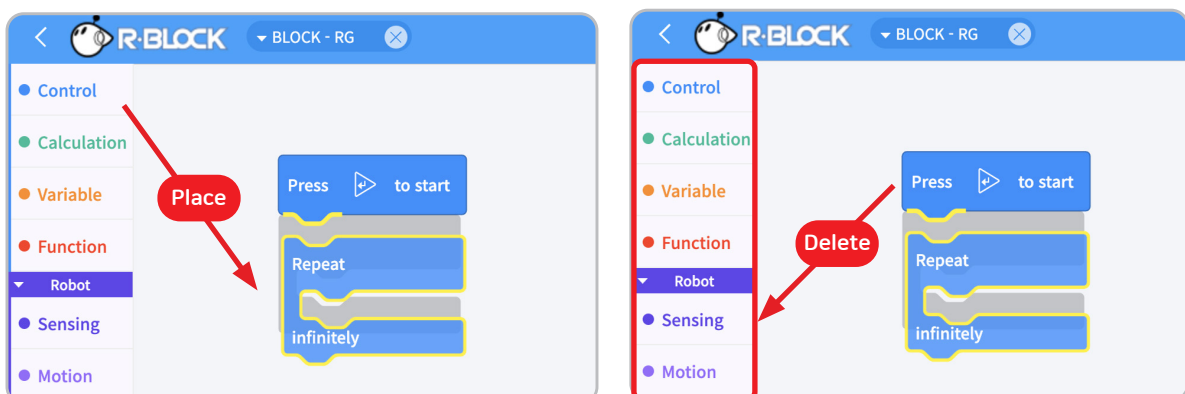 R·BLOCK
BLOCK - RG
Control
Calculation
Variable
Function
Robot
Sensing
Motion
Press to start
Repeat
infinitely
Place
R·BLOCK
BLOCK - RG
Control
Calculation
Variable
Function
Robot
Sensing
Motion
Press to start
Repeat
infinitely
Delete